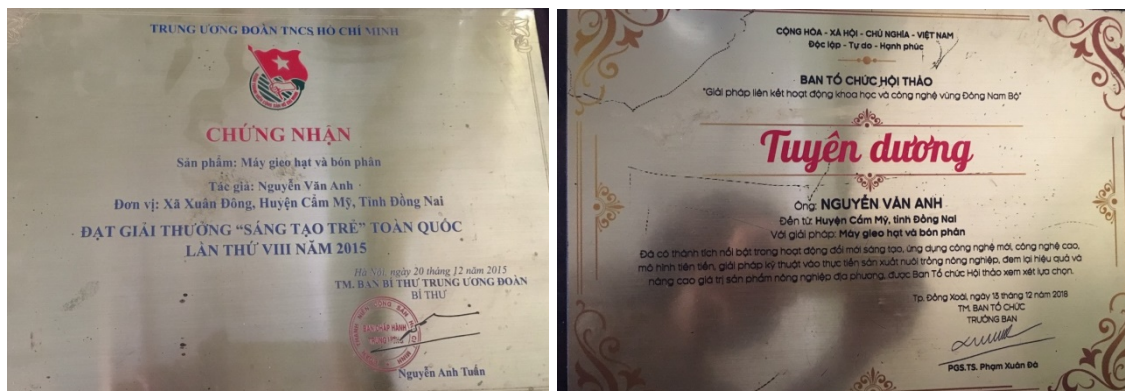 TRUNG ƯƠNG ĐOÀN TNCS HỒ CHÍ MINH
CHỨNG NHẬN
Sản phẩm: Máy gieo hạt và bón phân
Tác giả: Nguyễn Văn Anh
Đơn vị: Xã Xuân Đông, Huyện Cẩm Mỹ, Tỉnh Đồng Nai
ĐẠT GIẢI THƯỞNG “SÁNG TẠO TRẺ” TOÀN QUỐC
LẦN THỨ VIII NĂM 2015
Hà Nội, ngày 20 tháng 12 năm 2015
TM. BAN BÍ THƯ TRUNG ƯƠNG ĐOÀN
BÍ THƯ
Nguyễn Anh Tuấn
CỘNG HÒA - XÃ HỘI - CHỦ NGHĨA - VIỆT NAM
Độc lập - Tự do - Hạnh phúc
BAN TỔ CHỨC HỘI THẢO
"Giải pháp liên kết hoạt động khoa học và công nghệ vùng Đông Nam Bộ"
Tuyên dương
Ông: NGUYỄN VĂN ANH
Đến từ: Huyện Cẩm Mỹ, tỉnh Đồng Nai
Với giải pháp: Máy gieo hạt và bón phân
Đã có thành tích nổi bật trong hoạt động đổi mới sáng tạo, ứng dụng công nghệ mới, công nghệ cao,
mô hình tiên tiến, giải pháp kỹ thuật vào thực tiễn sản xuất nuôi trồng nông nghiệp, đem lại hiệu quả và
nâng cao giá trị sản phẩm nông nghiệp địa phương, được Ban Tổ chức Hội thảo xem xét lựa chọn.
Tp. Đồng Xoài, ngày 13 tháng 12 năm 2018
TM. BAN TỔ CHỨC
TRƯỞNG BAN
PGS.TS. Phạm Xuân Đà